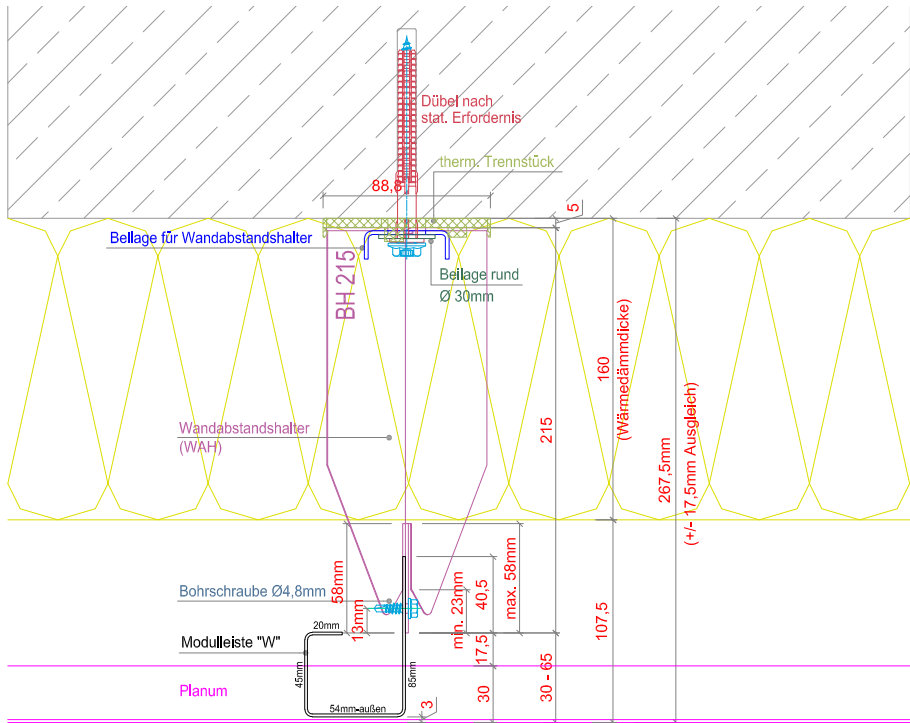 Dübel nach
stat. Erfordernis
therm. Trennstück
88,8
5
Beilage für Wandabstandshalter
BH 215
Beilage rund
Ø 30mm
160
(Wärmedämmdicke)
215
267,5mm
(+/- 17,5mm Ausgleich)
Wandabstandshalter
(WAH)
58mm
13mm
Bohrschraube Ø4,8mm
min. 23mm
40,5
max. 58mm
107,5
20mm
Modulleiste "W"
17,5
45mm
85mm
Planum
30
30 - 65
54mm-außen
3